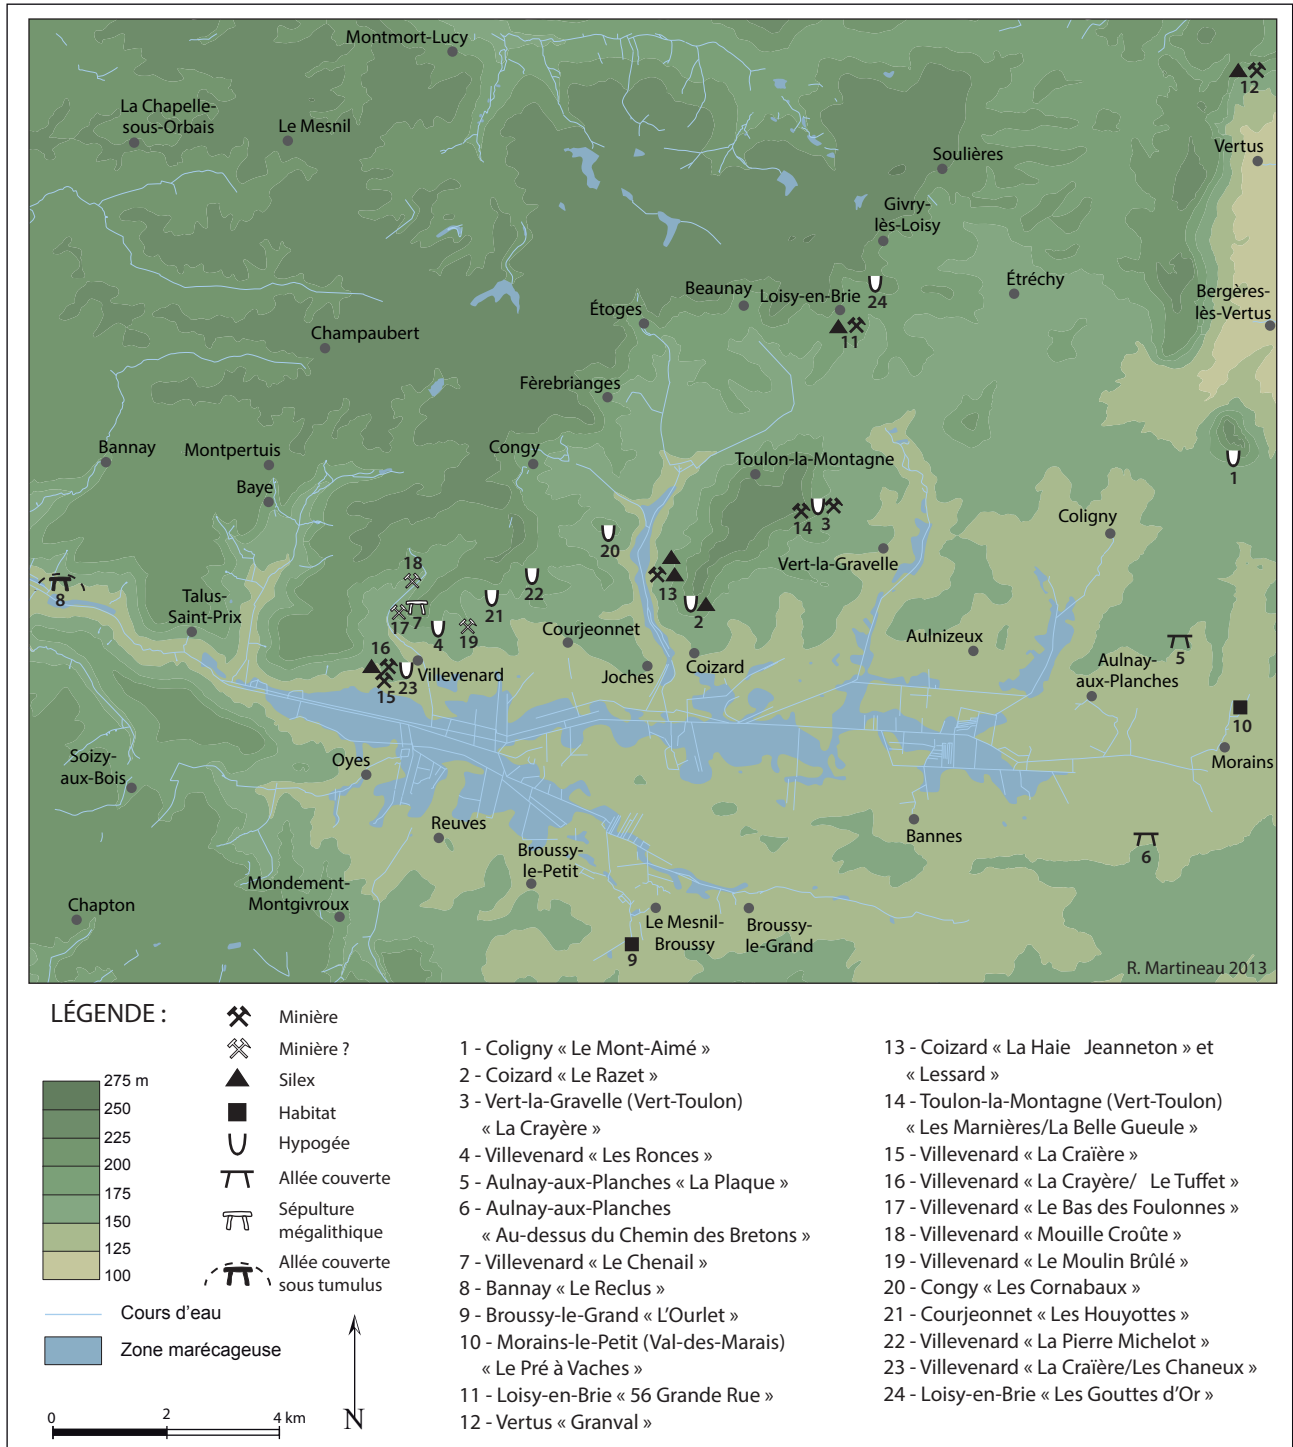 Montmort-Lucy
La Chapelle-
sous-Orbais
Le Mesnil
12
Vertus
Soulières
Givry-
lès-Loisy
Étréchy
Beaunay
Loisy-en-Brie
24
Bergères-
lès-Vertus
Étoges
11
Champaubert
Fèrebrianges
Bannay
Montpertuis
Congy
Toulon-la-Montagne
1
Baye
14
3
Coligny
20
18
Vert-la-Gravelle
8
Talus-
Saint-Prix
17
7
22
13
21
2
4
19
Courjeonnet
Aulnizeux
5
16
Villevenard
Joches
Coizard
Aulnay-
aux-Planches
15
23
10
Soizy-
aux-Bois
Oyes
Morains
Reuves
Bannes
Broussy-
le-Petit
6
Mondement-
Montgivroux
Chapton
Le Mesnil-
Broussy
Broussy-
le-Grand
9
R. Martineau 2013
LÉGENDE :
275 m
250
225
200
175
150
125
100
Cours d'eau
Zone marécageuse
0
2
4 km
N
Minière
Minière ?
Silex
Habitat
Hypogée
Allée couverte
Sépulture
mégalithique
Allée couverte
sous tumulus
1 - Coligny « Le Mont-Aimé »
2 - Coizard « Le Razet »
3 - Vert-la-Gravelle (Vert-Toulon)
« La Crayère »
4 - Villevenard « Les Ronces »
5 - Aulnay-aux-Planches « La Plaque »
6 - Aulnay-aux-Planches
« Au-dessus du Chemin des Bretons »
7 - Villevenard « Le Chenail »
8 - Bannay « Le Reclus »
9 - Broussy-le-Grand « L'Ourlet »
10 - Morains-le-Petit (Val-des-Marais)
« Le Pré à Vaches »
11 - Loisy-en-Brie « 56 Grande Rue »
12 - Vertus « Granval »
13 - Coizard « La Haie Jeanneton » et
« Lessard »
14 - Toulon-la-Montagne (Vert-Toulon)
« Les Marnières/La Belle Gueule »
15 - Villevenard « La Craïère »
16 - Villevenard « La Crayère/ Le Tuffet »
17 - Villevenard « Le Bas des Foulonnes »
18 - Villevenard « Mouille Croûte »
19 - Villevenard « Le Moulin Brûlé »
20 - Congy « Les Cornabaux »
21 - Courjeonnet « Les Houyottes »
22 - Villevenard « La Pierre Michelot »
23 - Villevenard « La Craïère/Les Chaneux »
24 - Loisy-en-Brie « Les Gouttes d'Or »